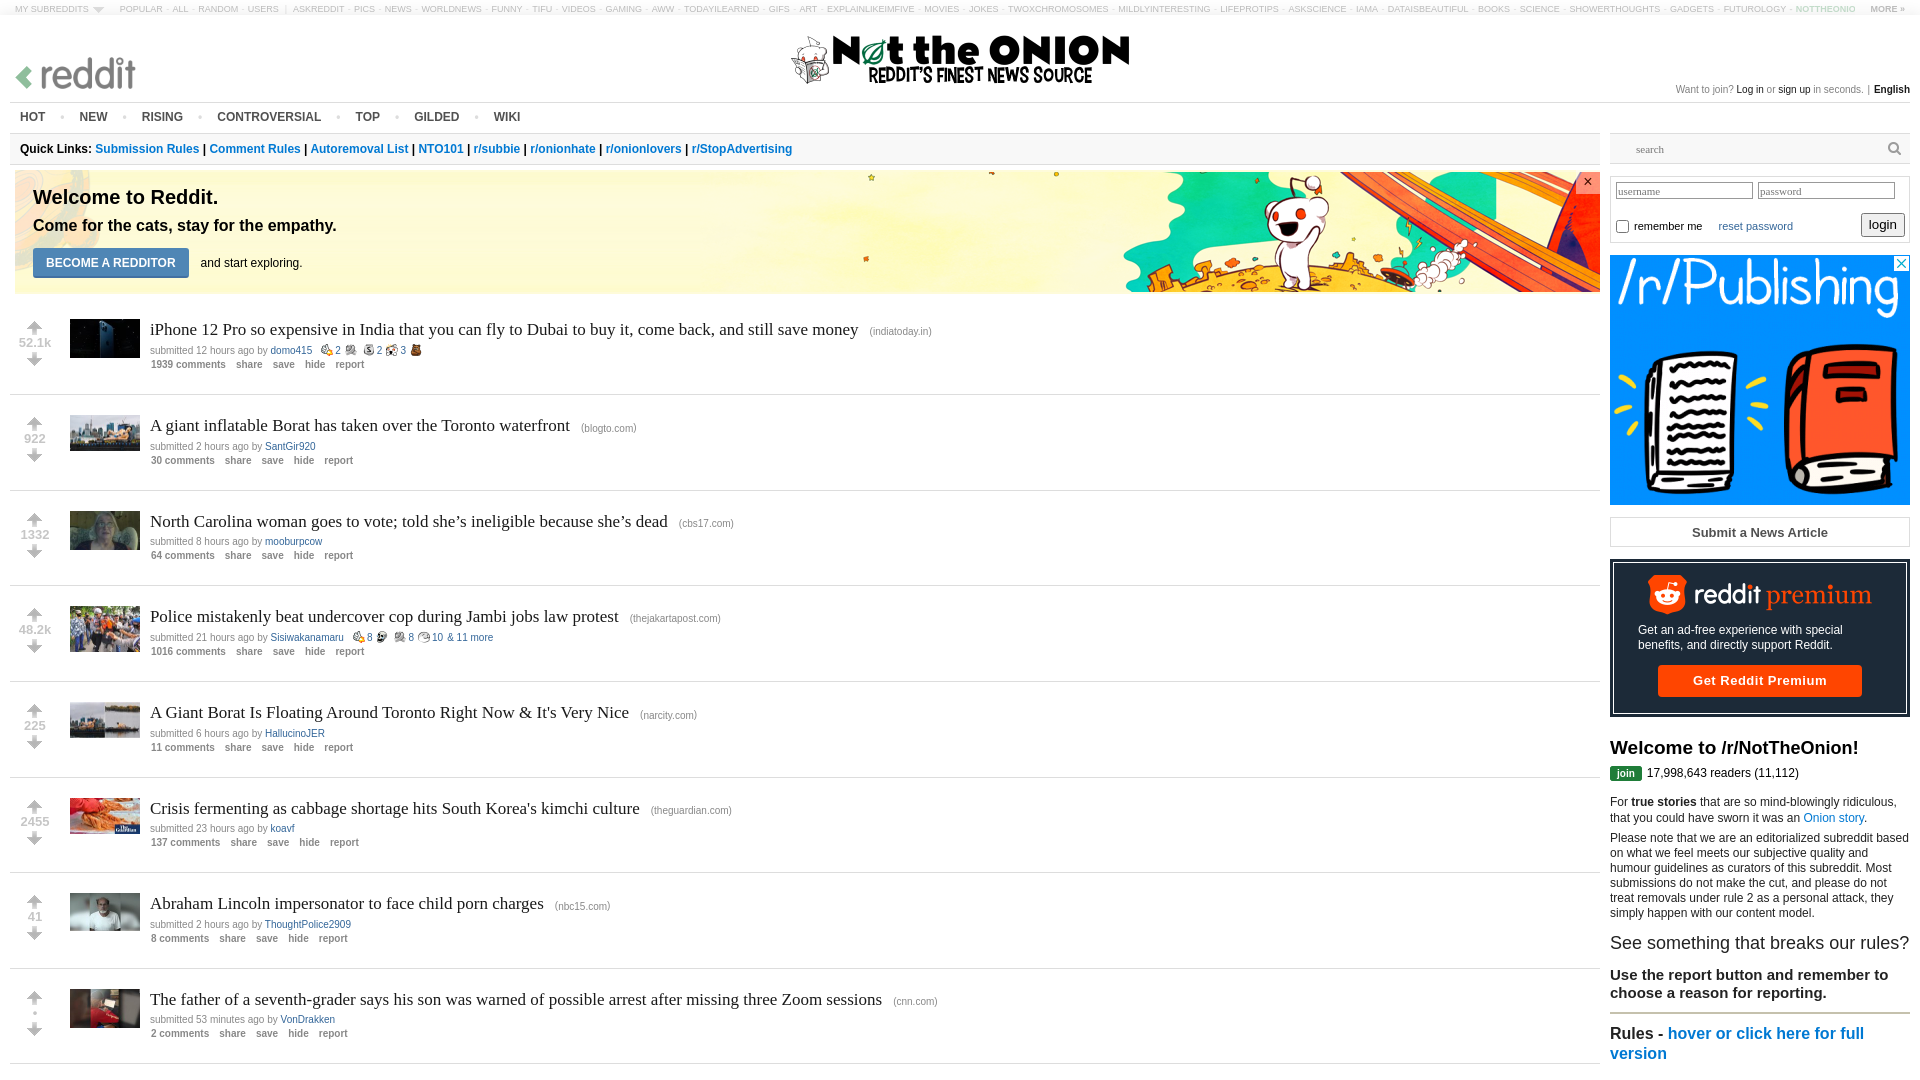 MY SUBREDDITS POPULAR - ALL - RANDOM - USERS | ASKREDDIT - PICS - NEWS - WORLDNEWS - FUNNY - TIFU - VIDEOS - GAMING - AWW - TODAYILEARNED - GIFS - ART - EXPLAINLIKEIMFIVE - MOVIES - JOKES - TWOXCHROMOSOMES - MILDLYINTERESTING - LIFEPROTIPS - ASKSCIENCE - IAMA - DATAISBEAUTIFUL - BOOKS - SCIENCE - SHOWERTHOUGHTS - GADGETS - FUTUROLOGY - NOTTHEONIO MORE »
Not the ONION
REDDIT'S FINEST NEWS SOURCE
reddit
Want to join? Log in or sign up in seconds. | English
HOT • NEW • RISING • CONTROVERSIAL • TOP • GILDED • WIKI
Quick Links: Submission Rules | Comment Rules | Autoremoval List | NTO101 | r/subbie | r/onionhate | r/onionlovers | r/StopAdvertising
Welcome to Reddit.
Come for the cats, stay for the empathy.
BECOME A REDDITOR and start exploring.
×
iPhone 12 Pro so expensive in India that you can fly to Dubai to buy it, come back, and still save money (indiatoday.in)
52.1k
submitted 12 hours ago by domo415 2 2 3
1939 comments share save hide report
A giant inflatable Borat has taken over the Toronto waterfront (blogto.com)
922
submitted 2 hours ago by SantGir920
30 comments share save hide report
North Carolina woman goes to vote; told she’s ineligible because she’s dead (cbs17.com)
1332
submitted 8 hours ago by mooburpcow
64 comments share save hide report
Police mistakenly beat undercover cop during Jambi jobs law protest (thejakartapost.com)
48.2k
submitted 21 hours ago by Sisiwakanamaru 8 8 10 & 11 more
1016 comments share save hide report
A Giant Borat Is Floating Around Toronto Right Now & It's Very Nice (narcity.com)
225
submitted 6 hours ago by HallucinoJER
11 comments share save hide report
Crisis fermenting as cabbage shortage hits South Korea's kimchi culture (theguardian.com)
2455
submitted 23 hours ago by koavf
137 comments share save hide report
Abraham Lincoln impersonator to face child porn charges (nbc15.com)
41
submitted 2 hours ago by ThoughtPolice2909
8 comments share save hide report
The father of a seventh-grader says his son was warned of possible arrest after missing three Zoom sessions (cnn.com)
•
submitted 53 minutes ago by VonDrakken
2 comments share save hide report
search
username password
remember me reset password login
/r/Publishing
Submit a News Article
reddit premium
Get an ad-free experience with special
benefits, and directly support Reddit.
Get Reddit Premium
Welcome to /r/NotTheOnion!
join 17,998,643 readers (11,112)
For true stories that are so mind-blowingly ridiculous,
that you could have sworn it was an Onion story.
Please note that we are an editorialized subreddit based
on what we feel meets our subjective quality and
humour guidelines as curators of this subreddit. Most
submissions do not make the cut, and please do not
treat removals under rule 2 as a personal attack, they
simply happen with our content model.
See something that breaks our rules?
Use the report button and remember to
choose a reason for reporting.
Rules - hover or click here for full
version